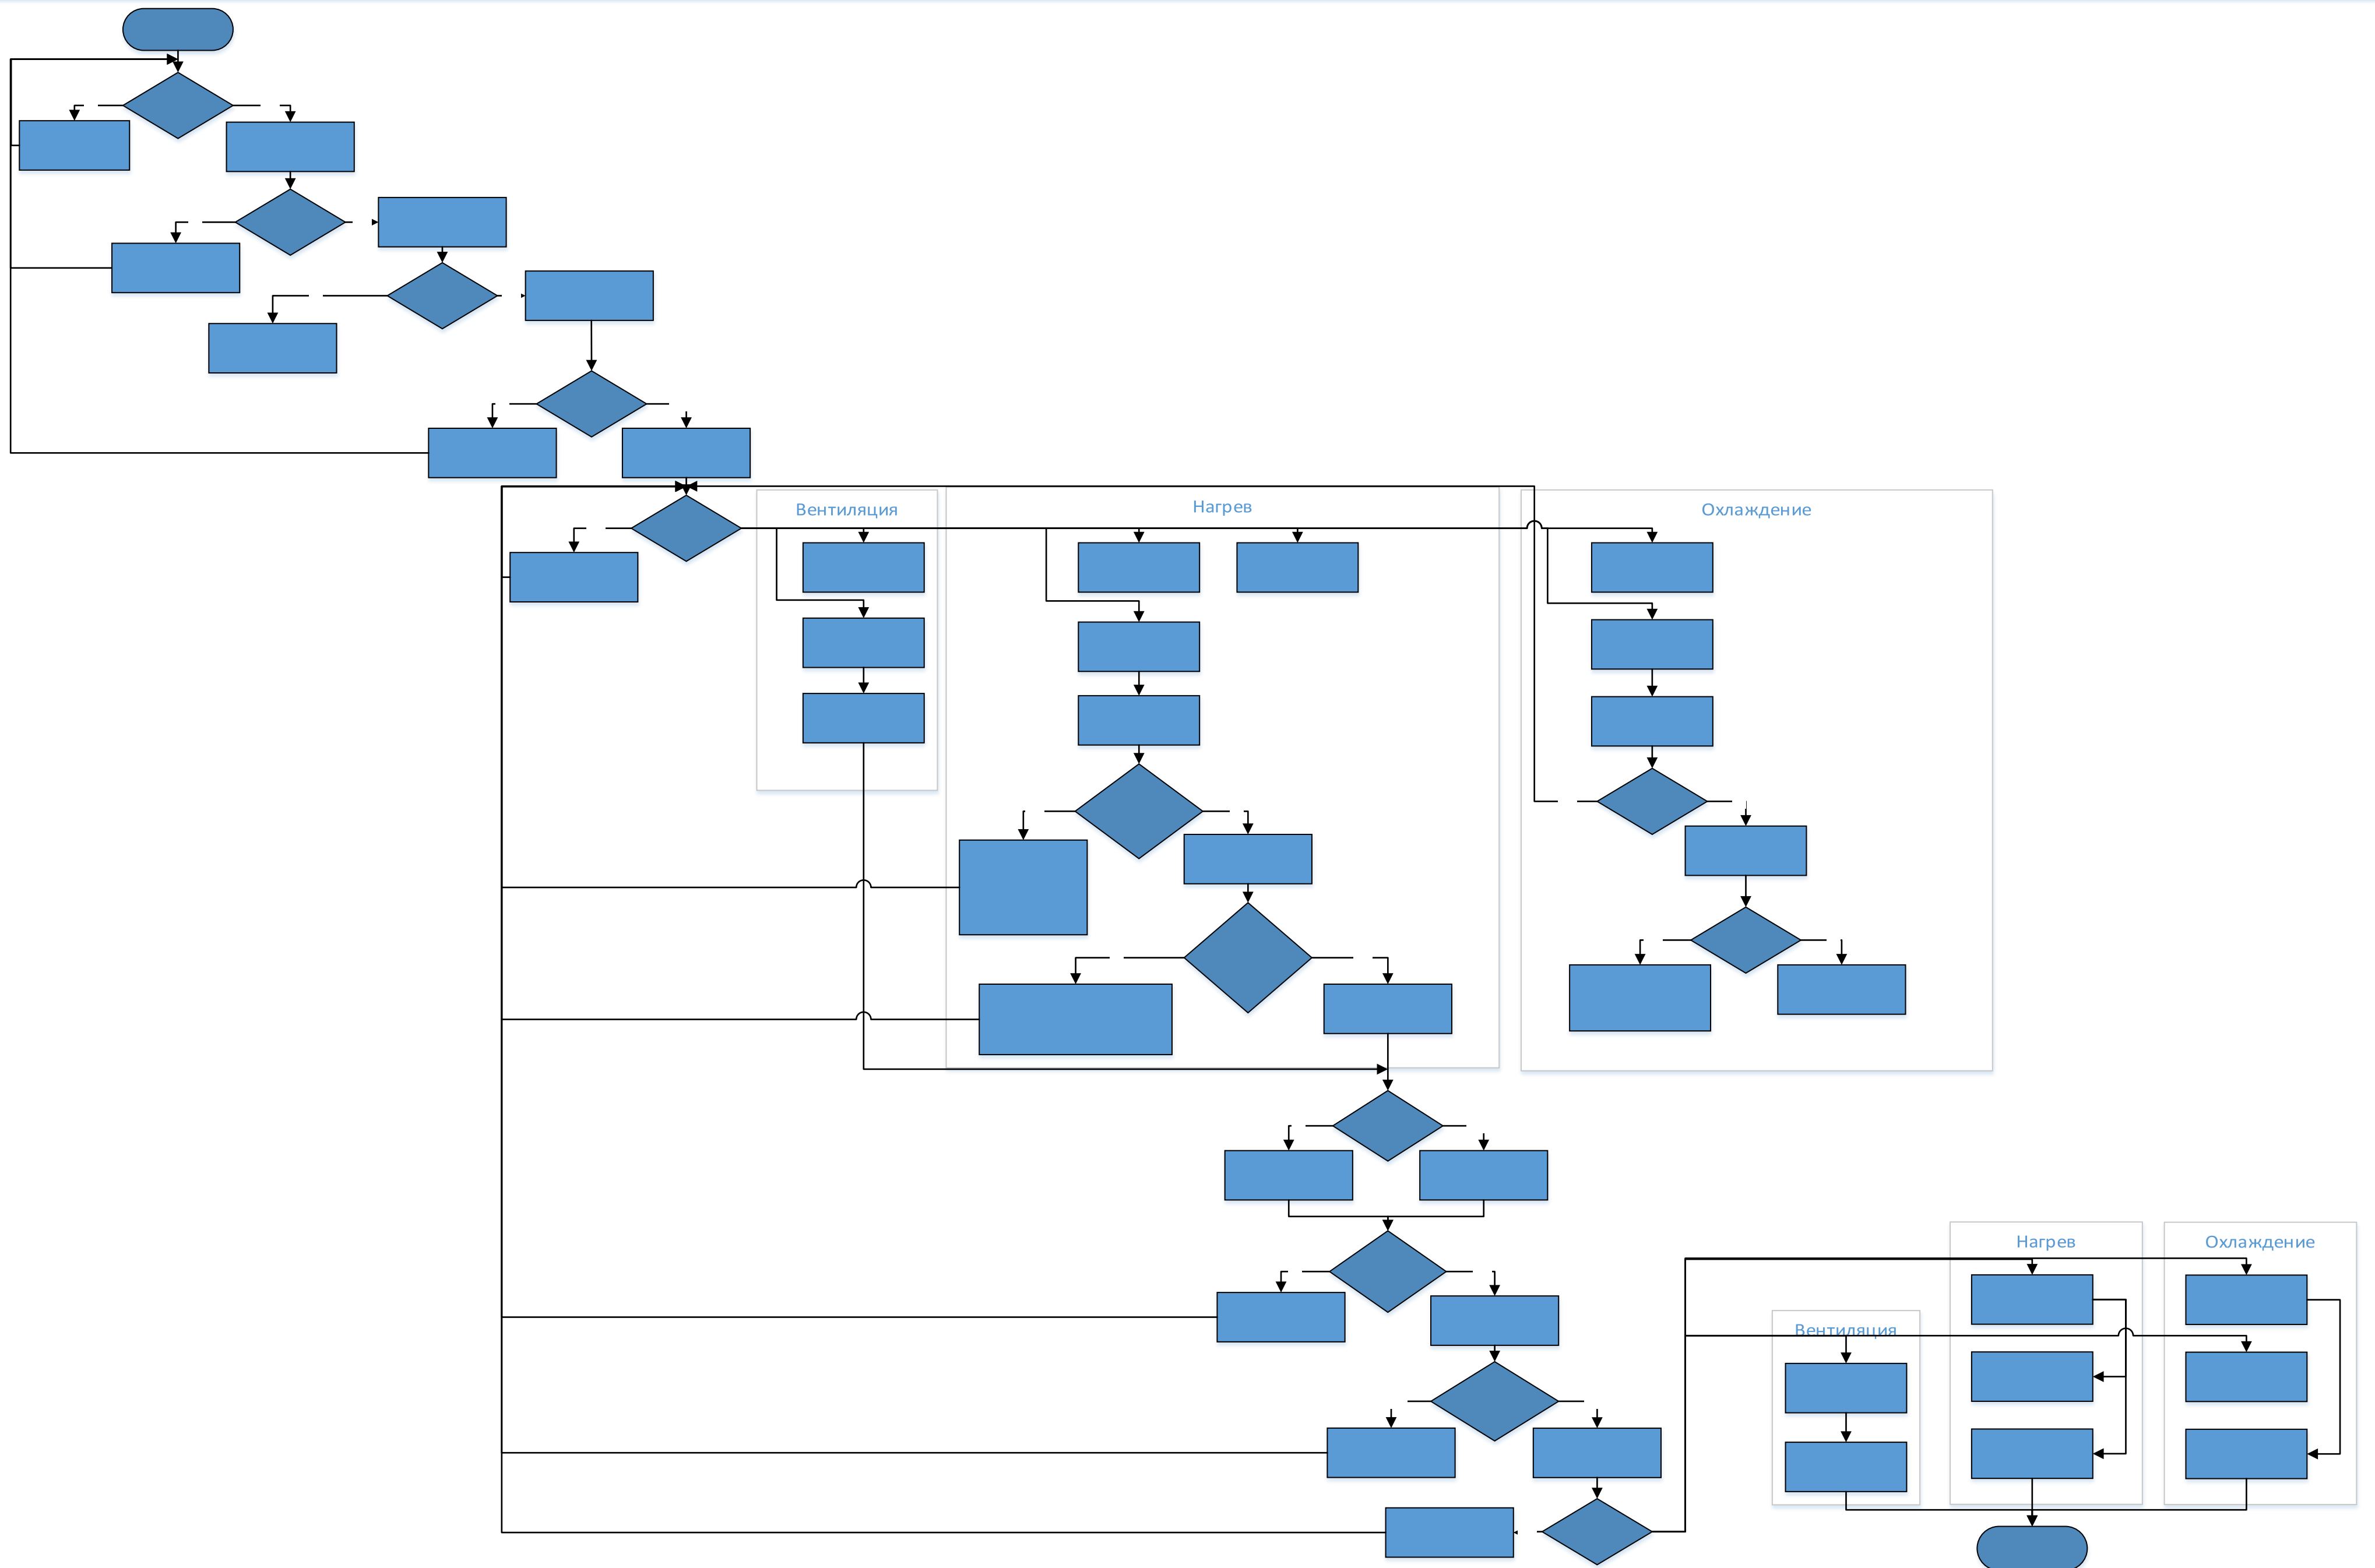 Вентиляция
Нагрев
Охлаждение
Нагрев
Охлаждение
Вентиляция